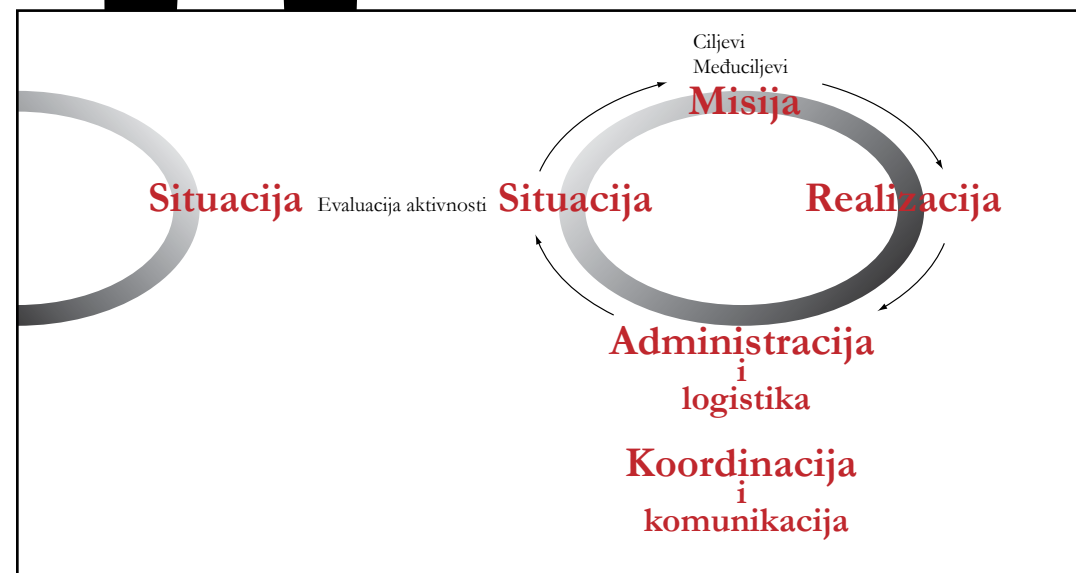 Ciljevi
Međuciljevi
Misija
Situacija Evaluacija aktivnosti Situacija Realizacija
Administracija
i
logistika
Koordinacija
i
komunikacija